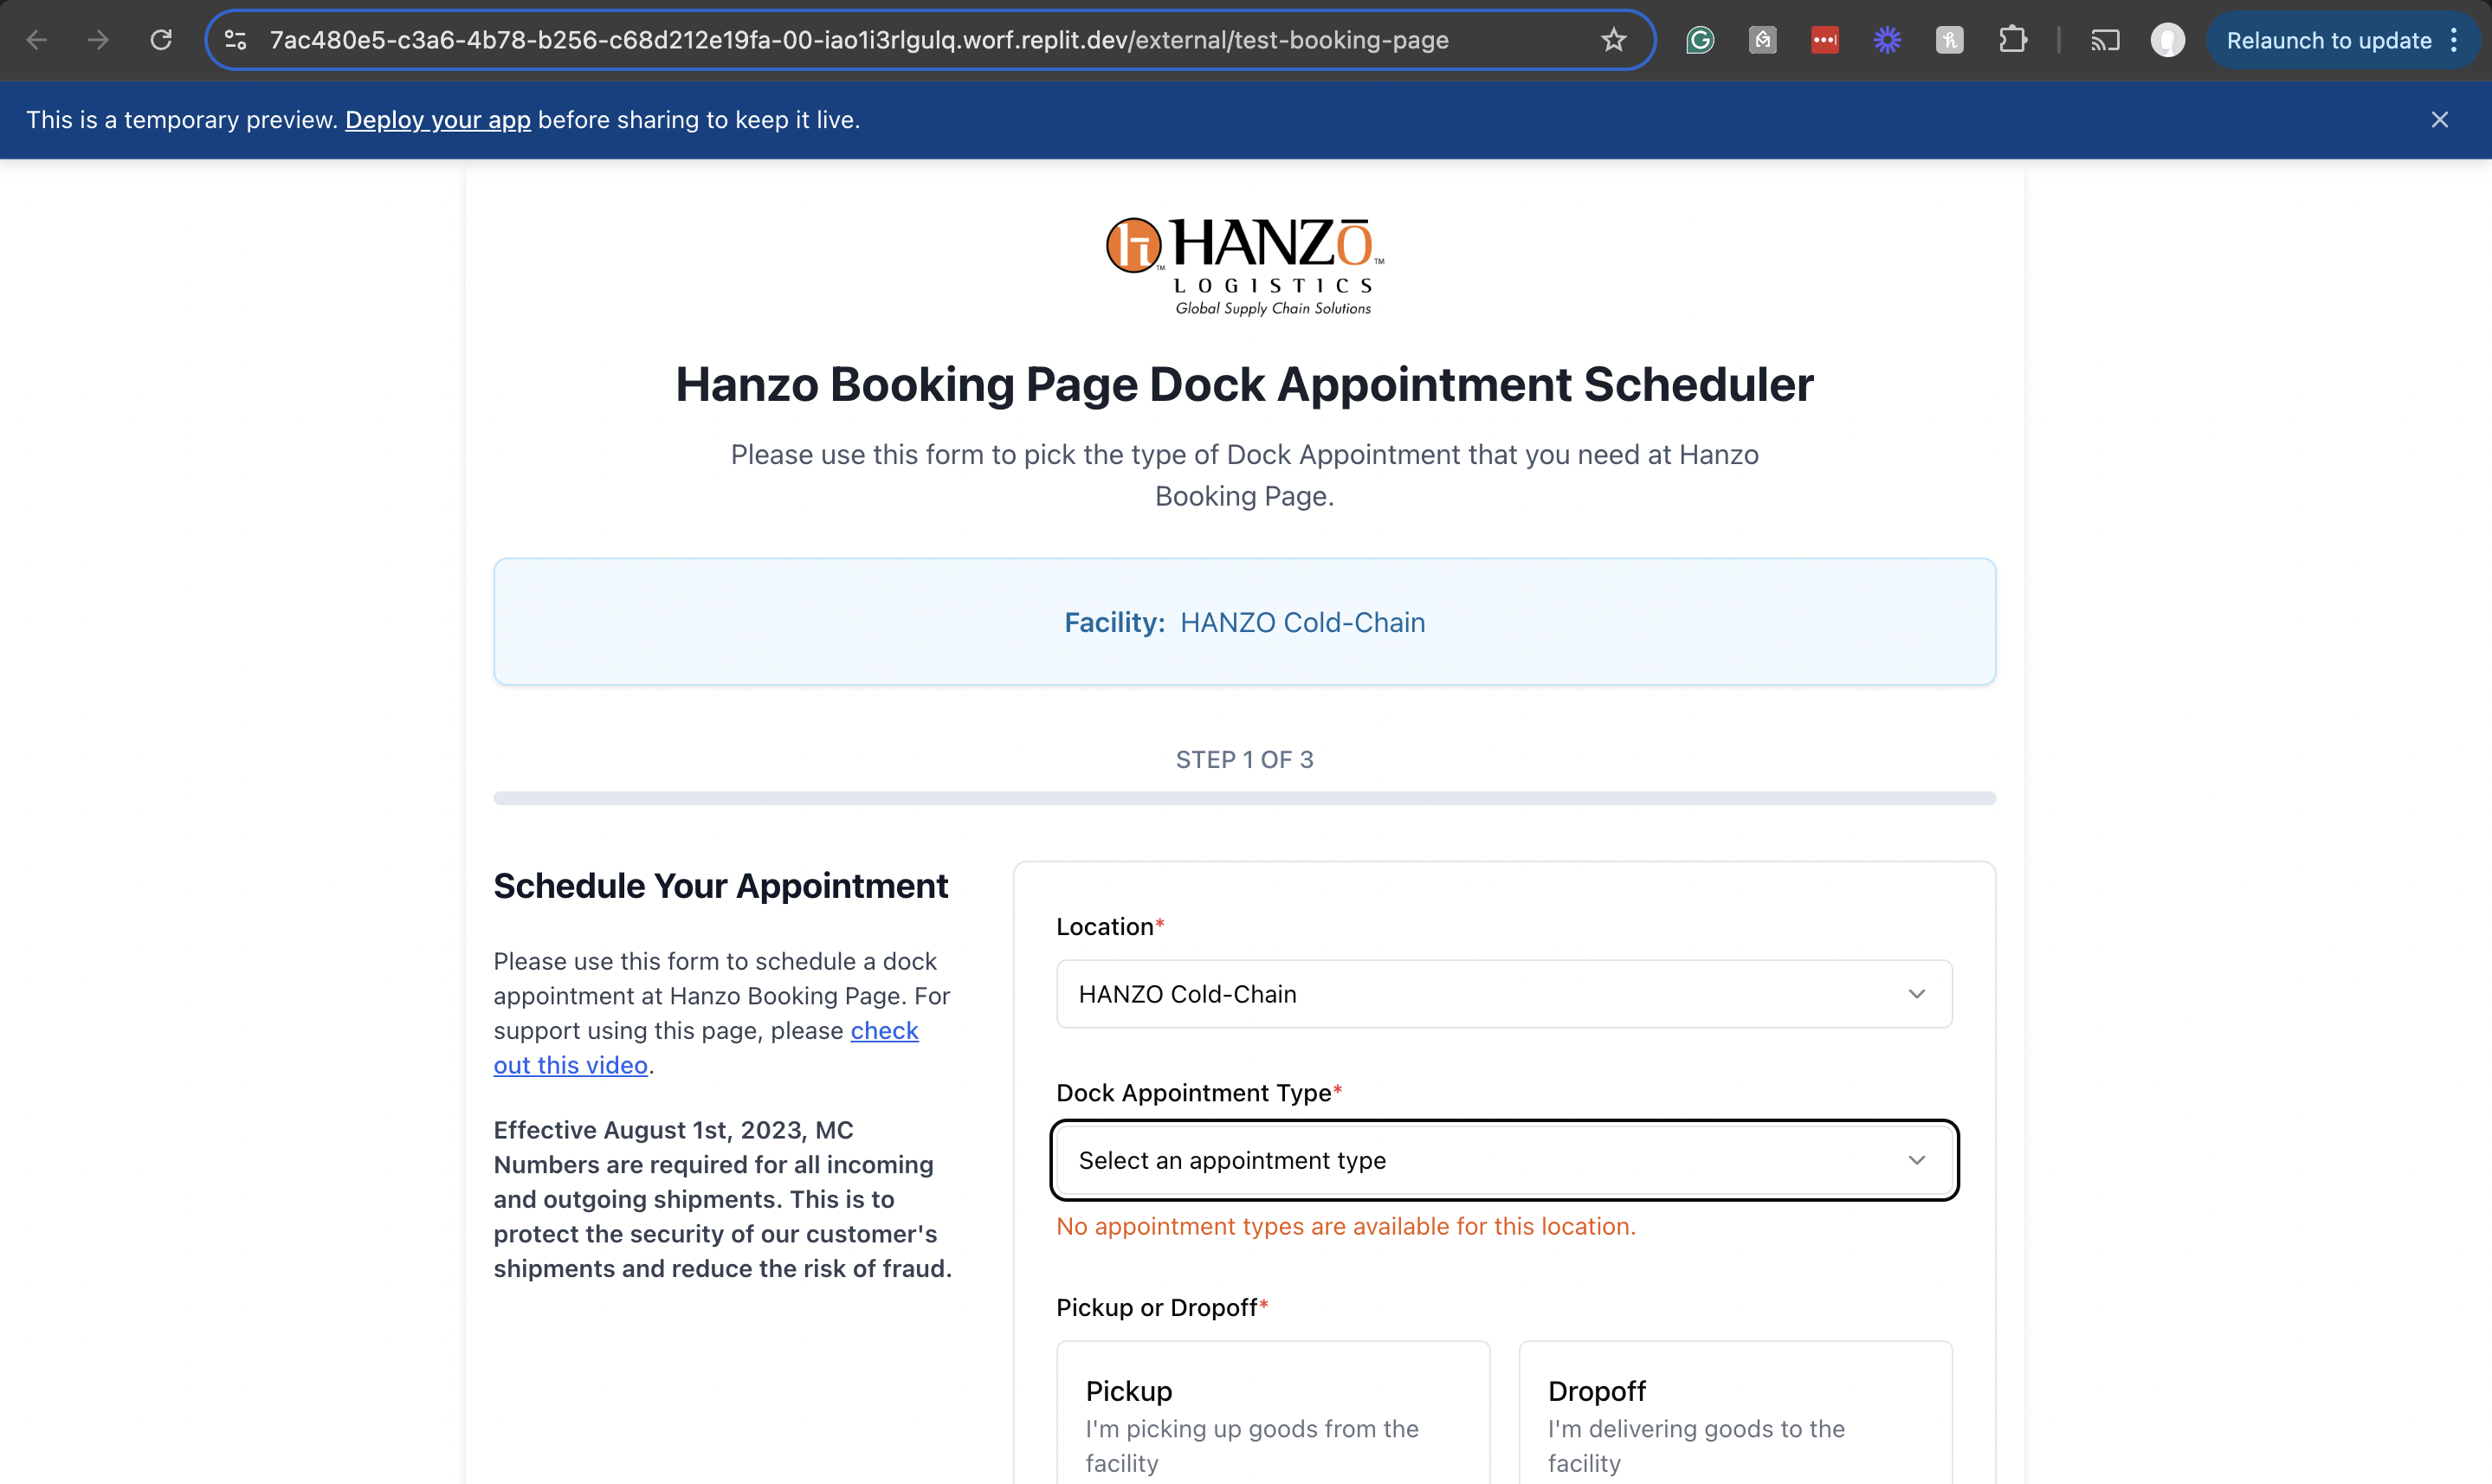 7ac480e5-c3a6-4b78-b256-c68d212e19fa-00-iao1i3rlgulq.worf.replit.dev/external/test-booking-page
Relaunch to update
This is a temporary preview. Deploy your app before sharing to keep it live.
HANZŌ™
LOGISTICS
Global Supply Chain Solutions
Hanzo Booking Page Dock Appointment Scheduler
Please use this form to pick the type of Dock Appointment that you need at Hanzo
Booking Page.
Facility: HANZO Cold-Chain
STEP 1 OF 3
Schedule Your Appointment
Please use this form to schedule a dock
appointment at Hanzo Booking Page. For
support using this page, please check
out this video.
Effective August 1st, 2023, MC
Numbers are required for all incoming
and outgoing shipments. This is to
protect the security of our customer's
shipments and reduce the risk of fraud.
Location*
HANZO Cold-Chain
Dock Appointment Type*
Select an appointment type
No appointment types are available for this location.
Pickup or Dropoff*
Pickup
I'm picking up goods from the
facility
Dropoff
I'm delivering goods to the
facility